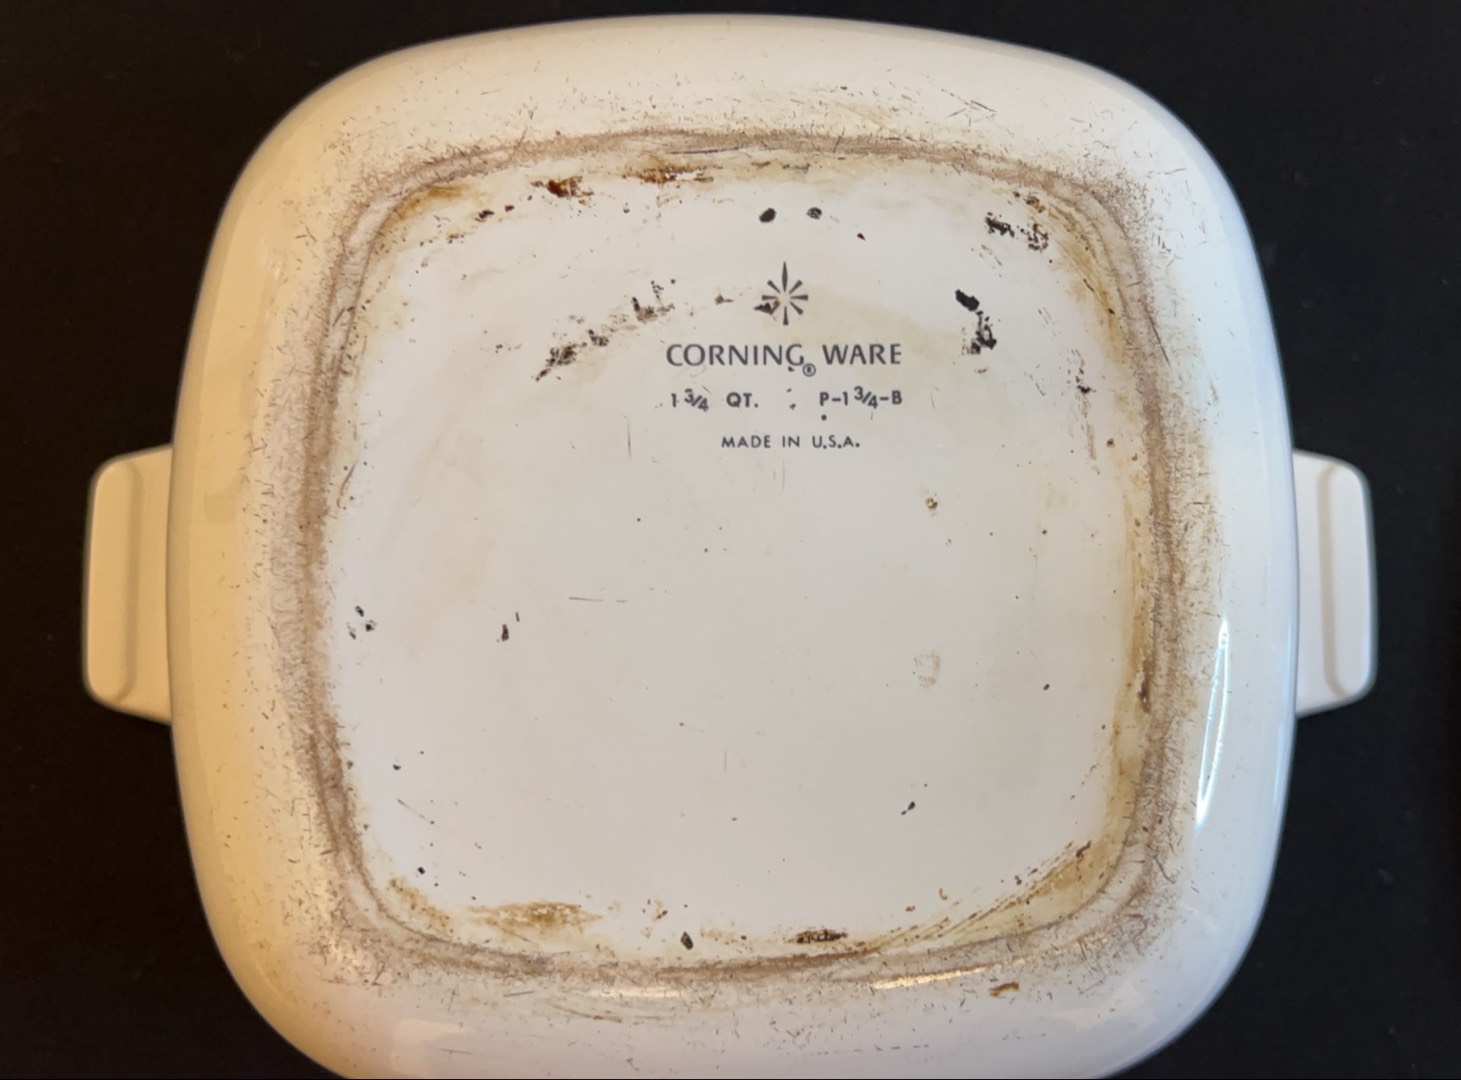 CORNING® WARE
1 3/4 QT. P-1 3/4-B
MADE IN U.S.A.